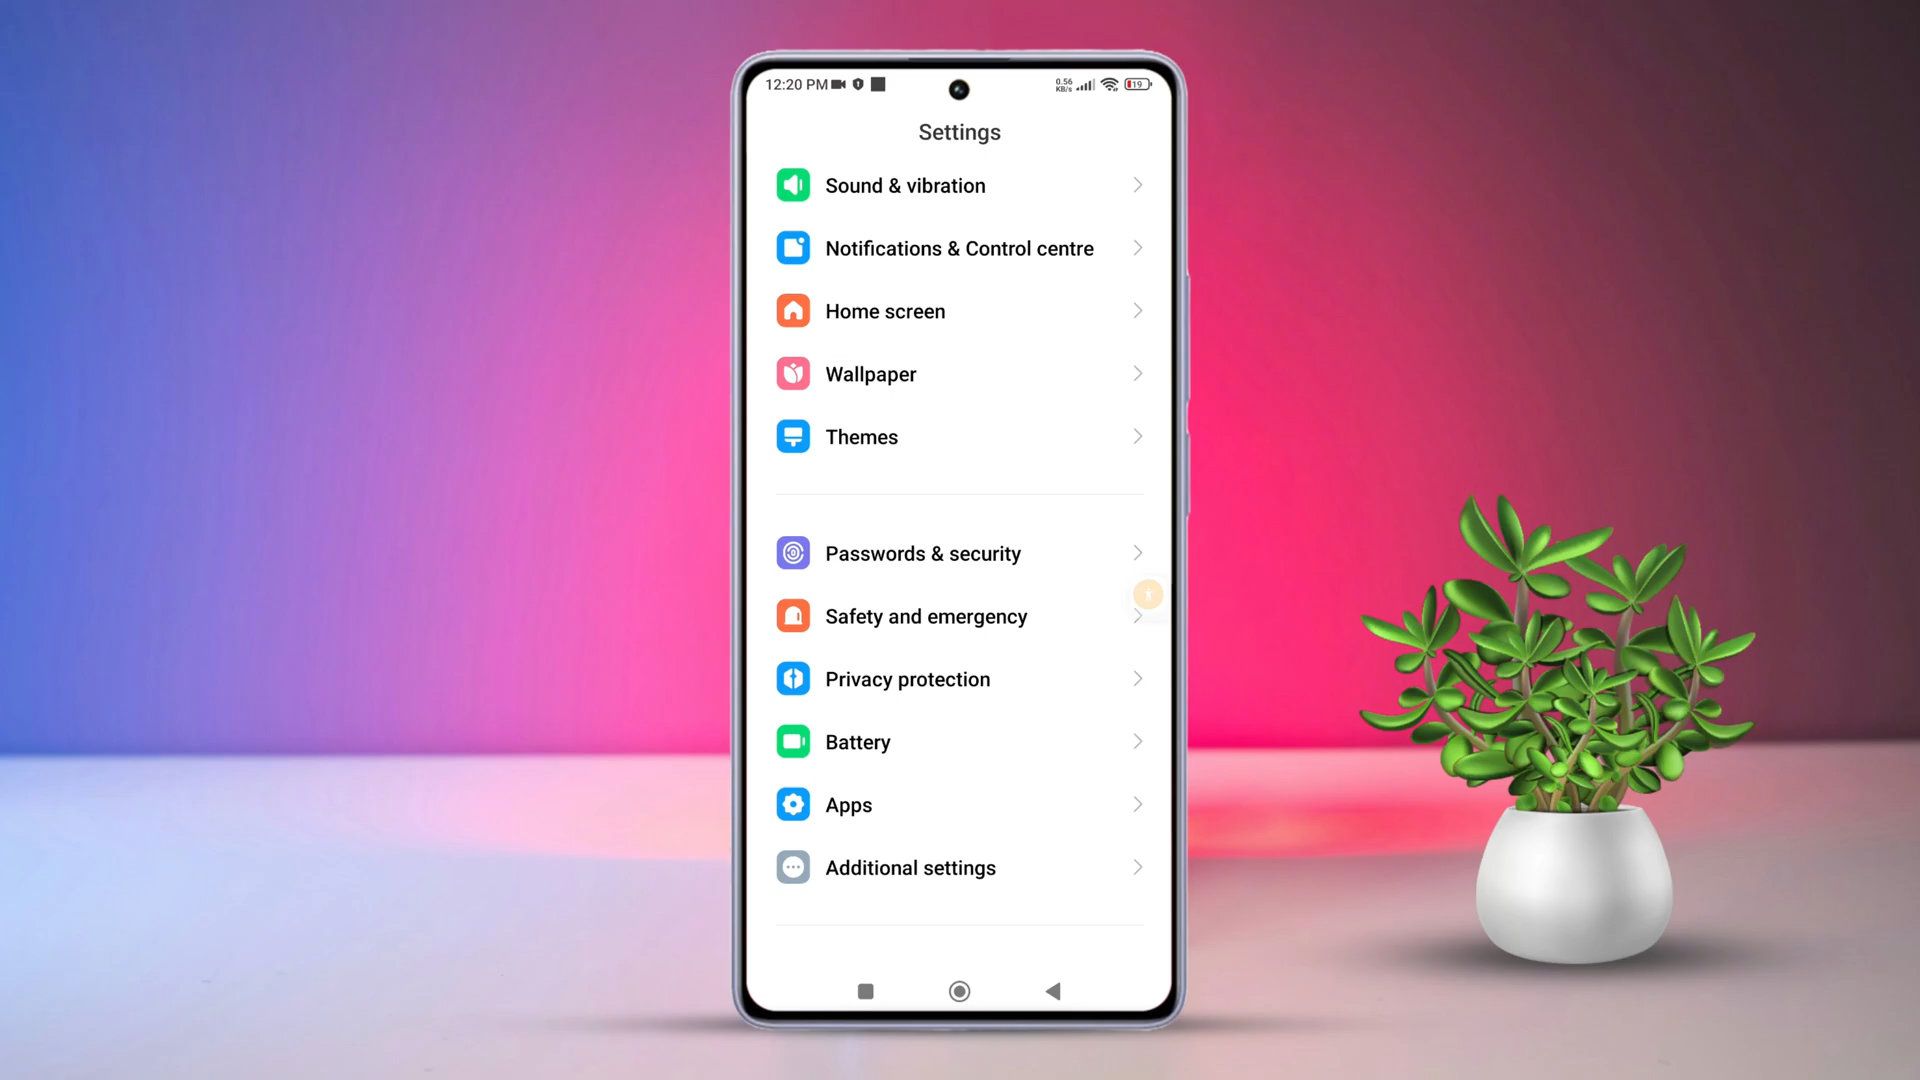 12:20 PM 0.56 KB/s 19
Settings
Sound & vibration
Notifications & Control centre
Home screen
Wallpaper
Themes
Passwords & security
Safety and emergency
Privacy protection
Battery
Apps
Additional settings